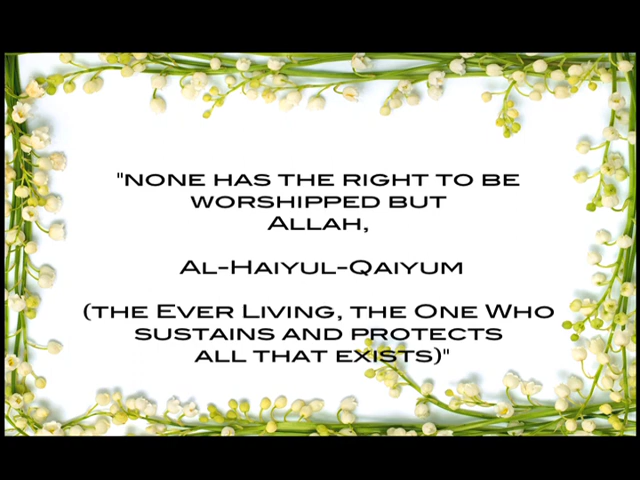 "NONE HAS THE RIGHT TO BE
WORSHIPPED BUT
ALLAH,
AL-HAIYUL-QAIYUM
(THE EVER LIVING, THE ONE WHO
SUSTAINS AND PROTECTS
ALL THAT EXISTS)"